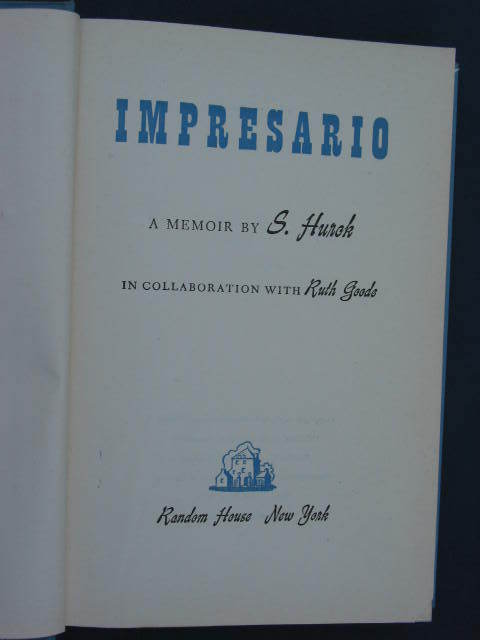 IMPRESARIO
A MEMOIR BY S. Hurok
IN COLLABORATION WITH Ruth Goode
Random House New York